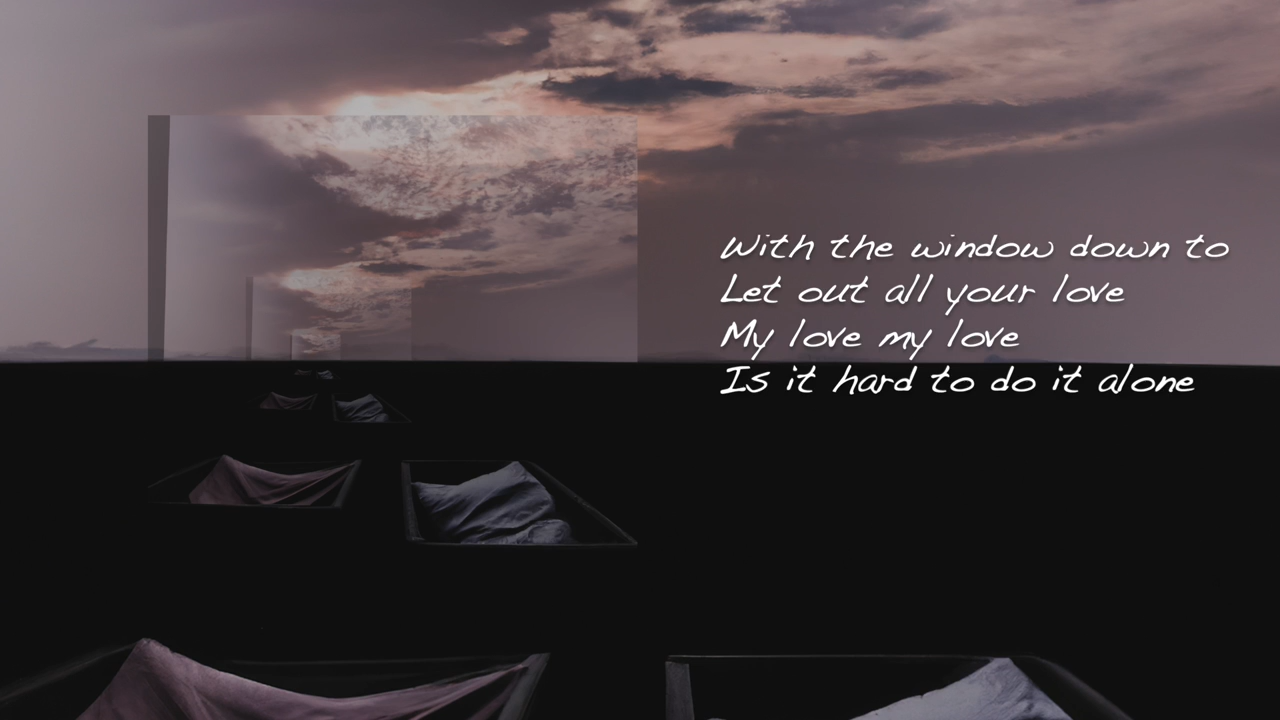 With the window down to
Let out all your love
My love my love
Is it hard to do it alone